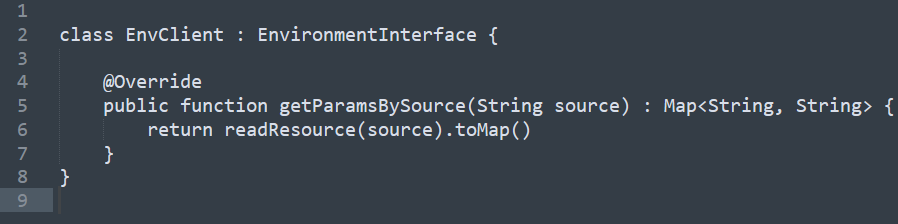 1
2 class EnvClient : EnvironmentInterface {
3
4     @Override
5     public function getParamsBySource(String source) : Map<String, String> {
6         return readResource(source).toMap()
7     }
8 }
9